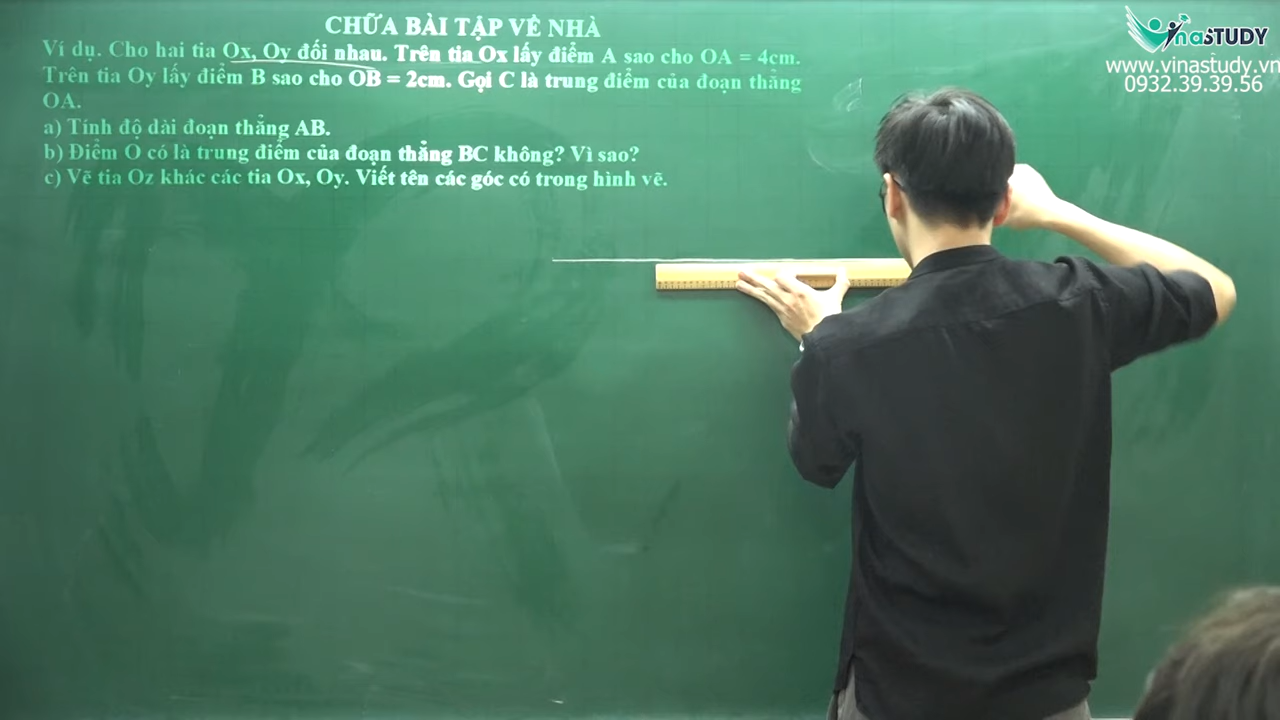 CHỮA BÀI TẬP VỀ NHÀ
Ví dụ. Cho hai tia Ox, Oy đối nhau. Trên tia Ox lấy điểm A sao cho OA = 4cm.
Trên tia Oy lấy điểm B sao cho OB = 2cm. Gọi C là trung điểm của đoạn thẳng
OA.
a) Tính độ dài đoạn thẳng AB.
b) Điểm O có là trung điểm của đoạn thẳng BC không? Vì sao?
c) Vẽ tia Oz khác các tia Ox, Oy. Viết tên các góc có trong hình vẽ.
VinaSTUDY
www.vinastudy.vn
0932.39.39.56